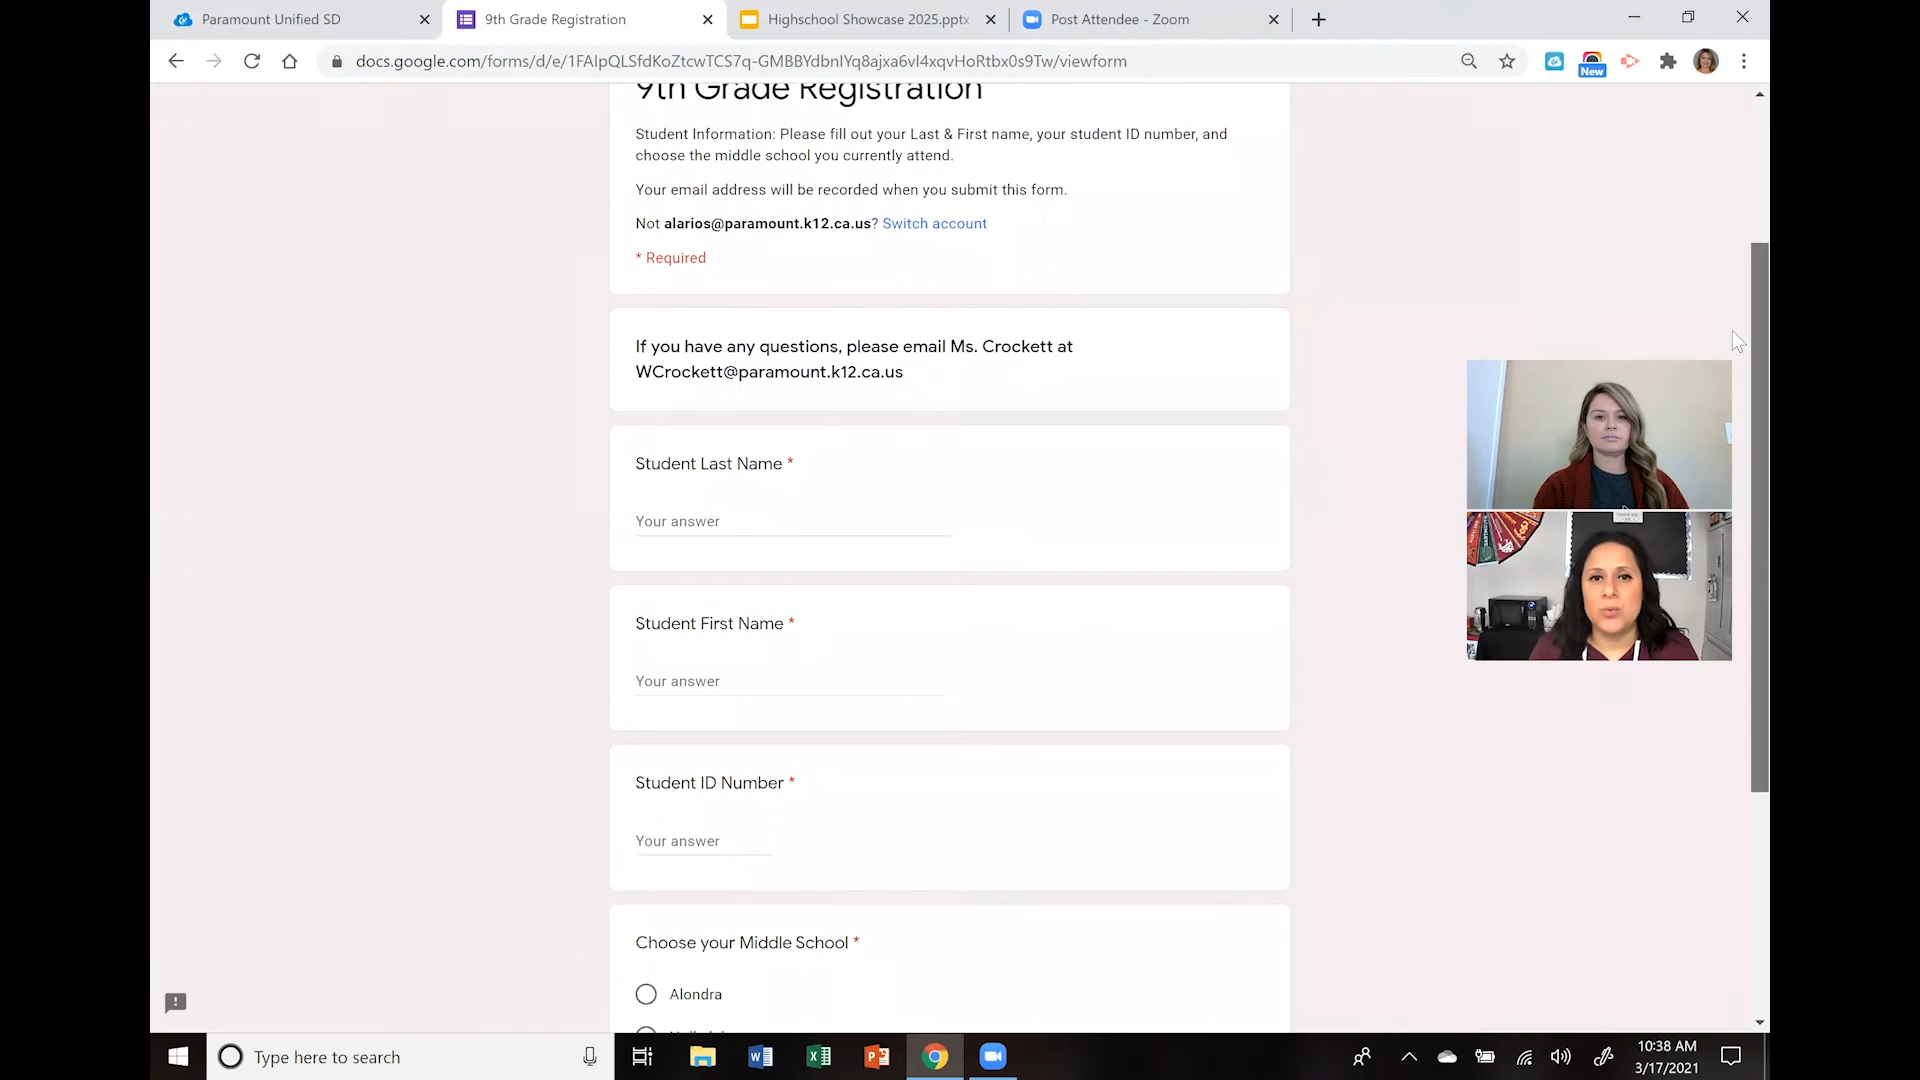 Paramount Unified SD
9th Grade Registration
Highschool Showcase 2025.pptx
Post Attendee - Zoom
docs.google.com/forms/d/e/1FAIpQLSfdKoZtcwTCS7q-GMBBYdbnIYq8ajxa6vI4xqvHoRtbx0s9Tw/viewform
New
9th Grade Registration
Student Information: Please fill out your Last & First name, your student ID number, and
choose the middle school you currently attend.
Your email address will be recorded when you submit this form.
Not alarios@paramount.k12.ca.us? Switch account
* Required
If you have any questions, please email Ms. Crockett at
WCrockett@paramount.k12.ca.us
Student Last Name *
Your answer
Student First Name *
Your answer
Student ID Number *
Your answer
Choose your Middle School *
Alondra
Type here to search
10:38 AM
3/17/2021